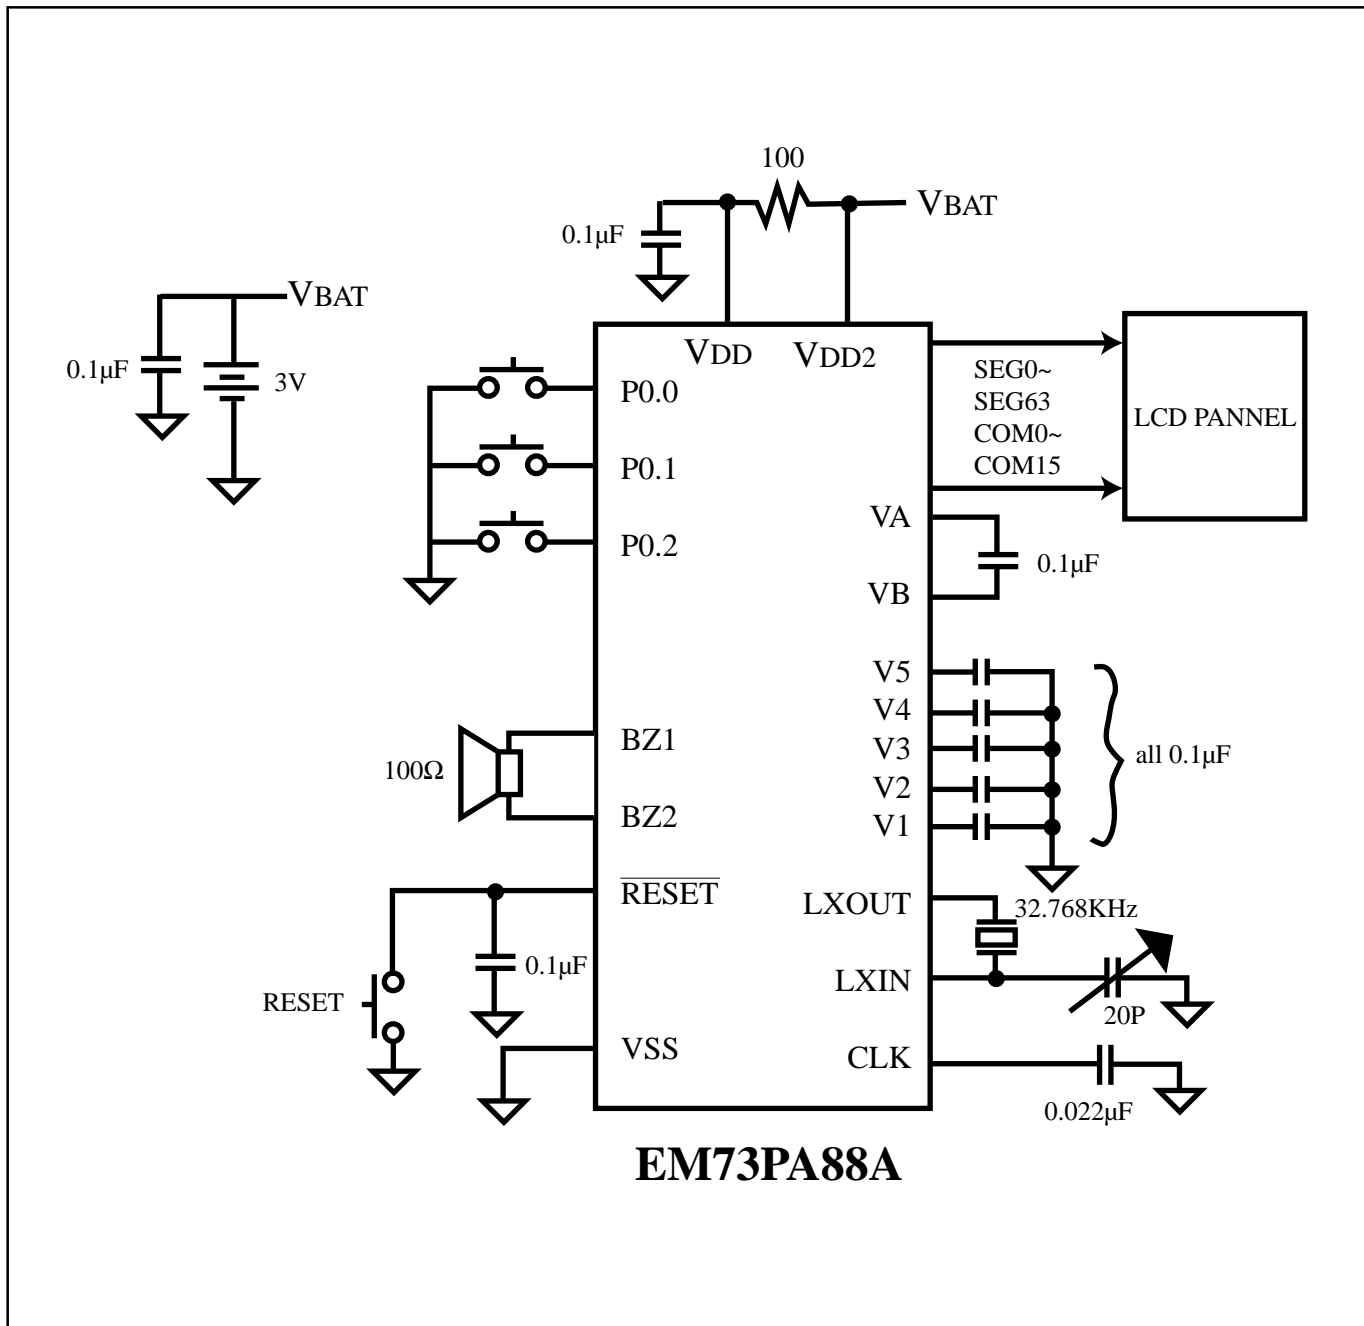 100
VBAT
0.1µF
VBAT
0.1µF
3V
VDD
VDD2
P0.0
P0.1
P0.2
SEG0~
SEG63
COM0~
COM15
LCD PANNEL
VA
VB
0.1µF
V5
V4
V3
V2
V1
all 0.1µF
BZ1
BZ2
100Ω
RESET
0.1µF
RESET
VSS
LXOUT
32.768KHz
LXIN
20P
CLK
0.022µF
EM73PA88A